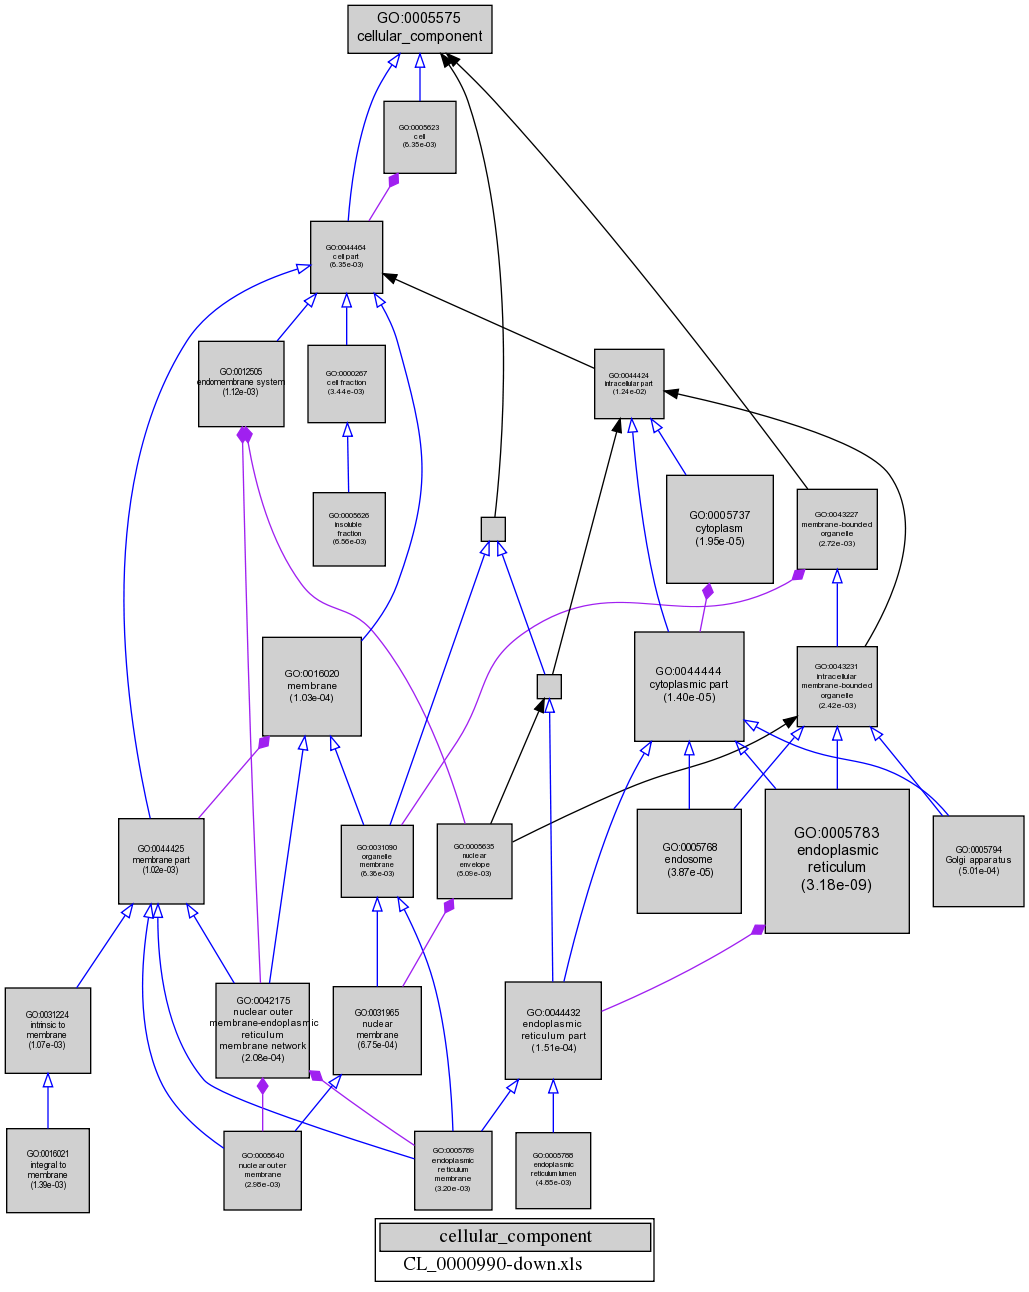 GO:0005575
cellular_component
GO:0005623
cell
(6.35e-03)
GO:0044464
cell part
(6.35e-03)
GO:0012505
endomembrane system
(1.12e-03)
GO:0000267
cell fraction
(3.44e-03)
GO:0044424
intracellular part
(1.24e-02)
GO:0005626
insoluble
fraction
(6.56e-03)
GO:0005737
cytoplasm
(1.95e-05)
GO:0043227
membrane-bounded
organelle
(2.72e-03)
GO:0016020
membrane
(1.03e-04)
GO:0044444
cytoplasmic part
(1.40e-05)
GO:0043231
intracellular
membrane-bounded
organelle
(2.42e-03)
GO:0044425
membrane part
(1.02e-03)
GO:0031090
organelle
membrane
(6.36e-03)
GO:0005635
nuclear
envelope
(5.09e-03)
GO:0005768
endosome
(3.87e-05)
GO:0005783
endoplasmic
reticulum
(3.18e-09)
GO:0005794
Golgi apparatus
(5.01e-04)
GO:0031224
intrinsic to
membrane
(1.07e-03)
GO:0042175
nuclear outer
membrane-endoplasmic
reticulum
membrane network
(2.08e-04)
GO:0031965
nuclear
membrane
(6.75e-04)
GO:0044432
endoplasmic
reticulum part
(1.51e-04)
GO:0016021
integral to
membrane
(1.39e-03)
GO:0005640
nuclear outer
membrane
(2.96e-03)
GO:0005789
endoplasmic
reticulum
membrane
(3.20e-03)
GO:0005788
endoplasmic
reticulum lumen
(4.85e-03)
cellular_component
CL_0000990-down.xls